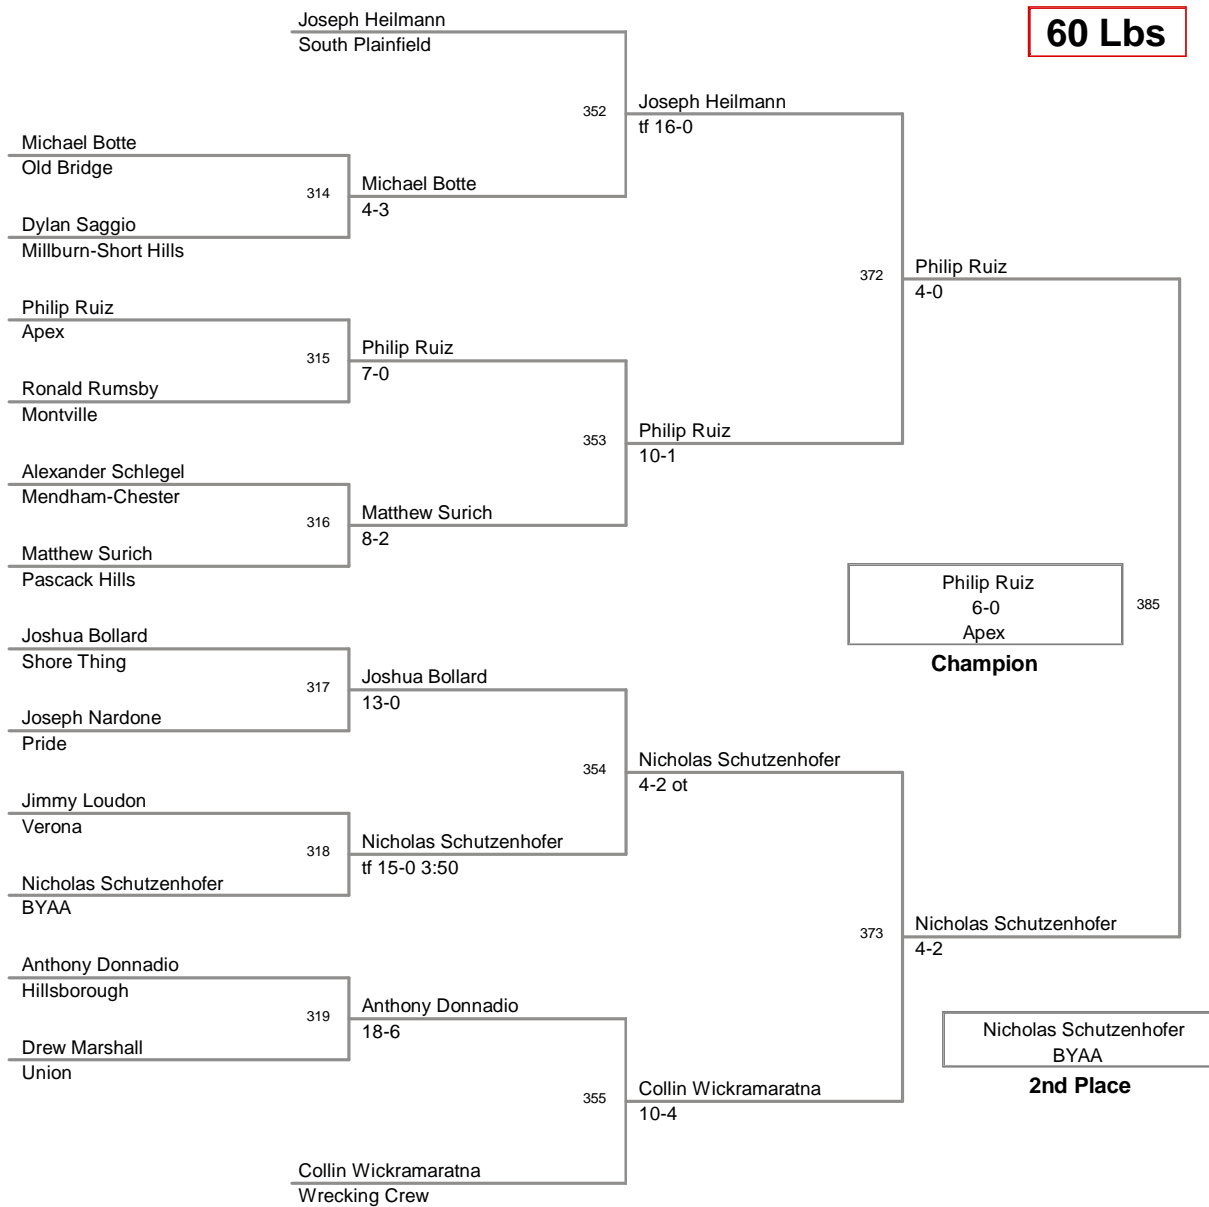 Joseph Heilmann
South Plainfield
60 Lbs
352
Joseph Heilmann
tf 16-0
Michael Botte
Old Bridge
314
Michael Botte
4-3
Dylan Saggio
Millburn-Short Hills
372
Philip Ruiz
4-0
Philip Ruiz
Apex
315
Philip Ruiz
7-0
Ronald Rumsby
Montville
353
Philip Ruiz
10-1
Alexander Schlegel
Mendham-Chester
316
Matthew Surich
8-2
Matthew Surich
Pascack Hills
Philip Ruiz
6-0
Apex
385
Champion
Joshua Bollard
Shore Thing
317
Joshua Bollard
13-0
Joseph Nardone
Pride
354
Nicholas Schutzenhofer
4-2 ot
Jimmy Loudon
Verona
318
Nicholas Schutzenhofer
tf 15-0 3:50
Nicholas Schutzenhofer
BYAA
373
Nicholas Schutzenhofer
4-2
Anthony Donnadio
Hillsborough
319
Anthony Donnadio
18-6
Drew Marshall
Union
Nicholas Schutzenhofer
BYAA
2nd Place
355
Collin Wickramaratna
10-4
Collin Wickramaratna
Wrecking Crew